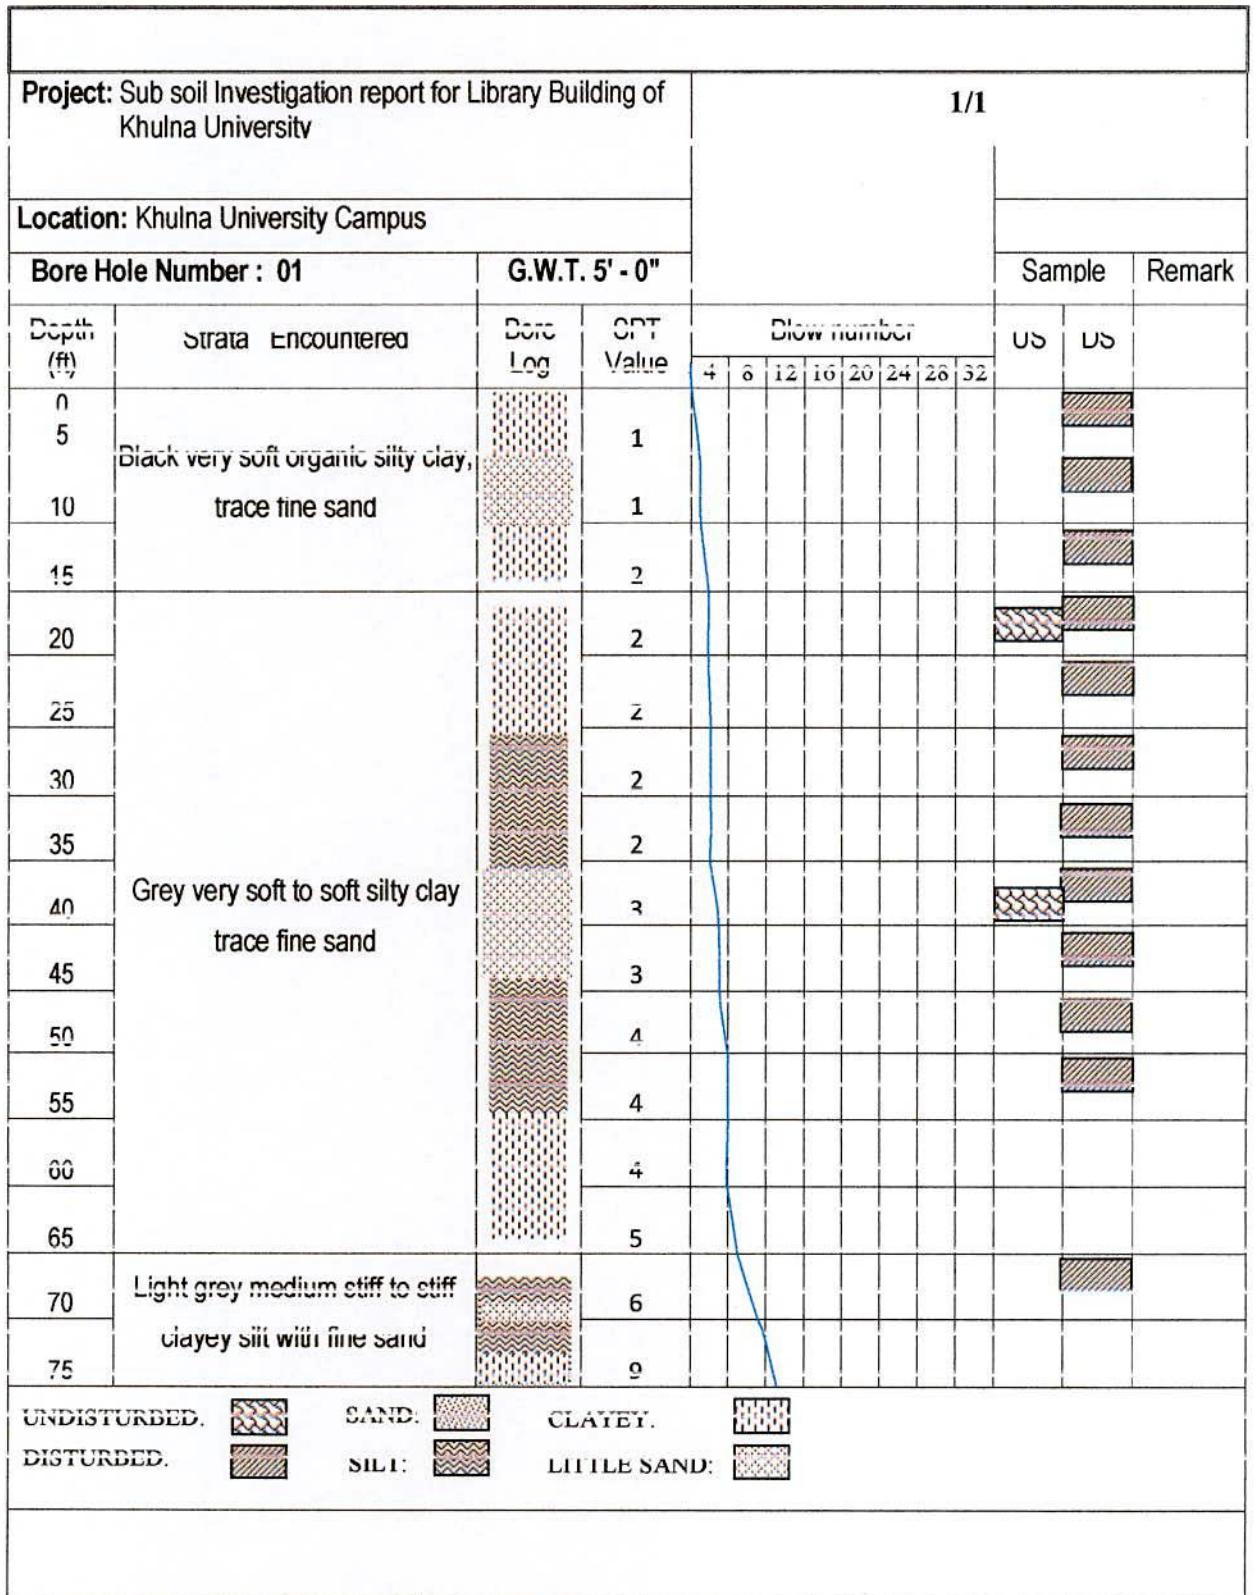 Project: Sub soil Investigation report for Library Building of
Khulna University
1/1
Location: Khulna University Campus
Bore Hole Number : 01
G.W.T. 5' - 0"
Sample
Remark
Depth
(ft)
Strata Encountered
Bore
Log
SPT
Value
Blow number
4 8 12 16 20 24 28 32
US
DS
0
5
1
Black very soft organic silty clay,
trace fine sand
10
1
15
2
20
2
25
2
30
2
35
2
Grey very soft to soft silty clay
trace fine sand
40
3
45
3
50
4
55
4
60
4
65
5
Light grey medium stiff to stiff
clayey silt with fine sand
70
6
75
9
UNDISTURBED:
SAND:
CLAYEY:
DISTURBED:
SILT:
LITTLE SAND: